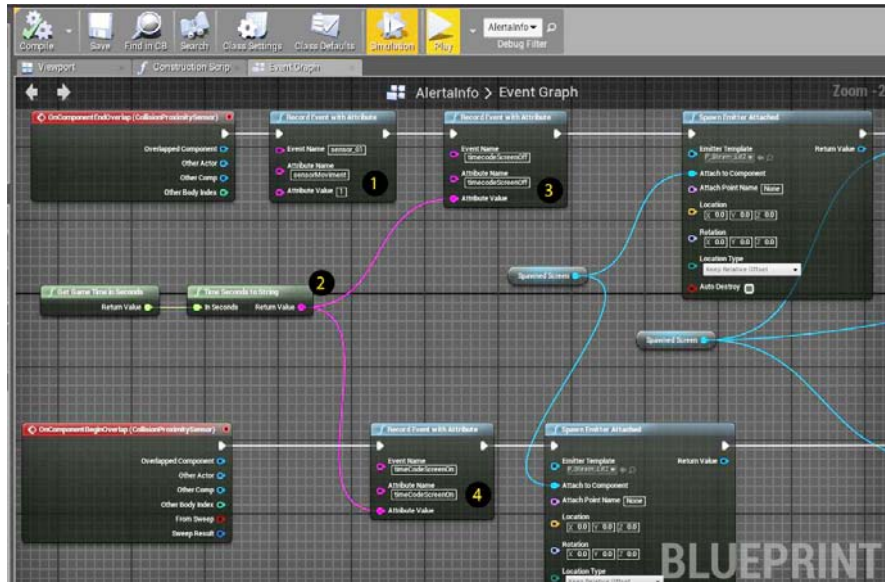 Compile
Save
Find in CB
Search
Class Settings
Class Defaults
Simulation
Play
AlertaInfo
Debug Filter
Viewport
Construction Scrip
Event Graph
AlertaInfo > Event Graph
Zoom -2
OnComponentEndOverlap (CollisionProximitySensor)
Overlapped Component
Other Actor
Other Comp
Other Body Index
Record Event with Attribute
Event Name sensor_01
Attribute Name
sensorMoviment
Attribute Value 1
1
Record Event with Attribute
Event Name
timecodeScreenOff
Attribute Name
timecodeScreenOff
Attribute Value
3
Spawn Emitter Attached
Emitter Template
Return Value
Attach to Component
Attach Point Name None
Location
X 0.0 Y 0.0 Z 0.0
Rotation
X 0.0 Y 0.0 Z 0.0
Location Type
Keep Relative Offset
Auto Destroy
Spawned Screen
Get Game Time in Seconds
Return Value
Time Seconds to String
In Seconds Return Value
2
Spawned Screen
OnComponentBeginOverlap (CollisionProximitySensor)
Overlapped Component
Other Actor
Other Comp
Other Body Index
From Sweep
Sweep Result
Record Event with Attribute
Event Name
timeCodeScreenOn
Attribute Name
timeCodeScreenOn
Attribute Value
4
Spawn Emitter Attached
Emitter Template
Return Value
Attach to Component
Attach Point Name None
Location
X 0.0 Y 0.0 Z 0.0
Rotation
X 0.0 Y 0.0 Z 0.0
Location Type
Keep Relative Offset
BLUEPRINT